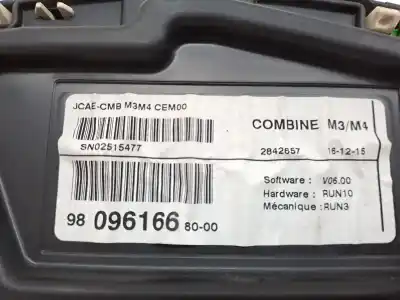 JCAE-CMB M3M4 CEM00
COMBINE M3/M4
SN02515477
2842657 16-12-15
Software : V06.00
Hardware : RUN10
Mécanique : RUN3
98 096166 80-00